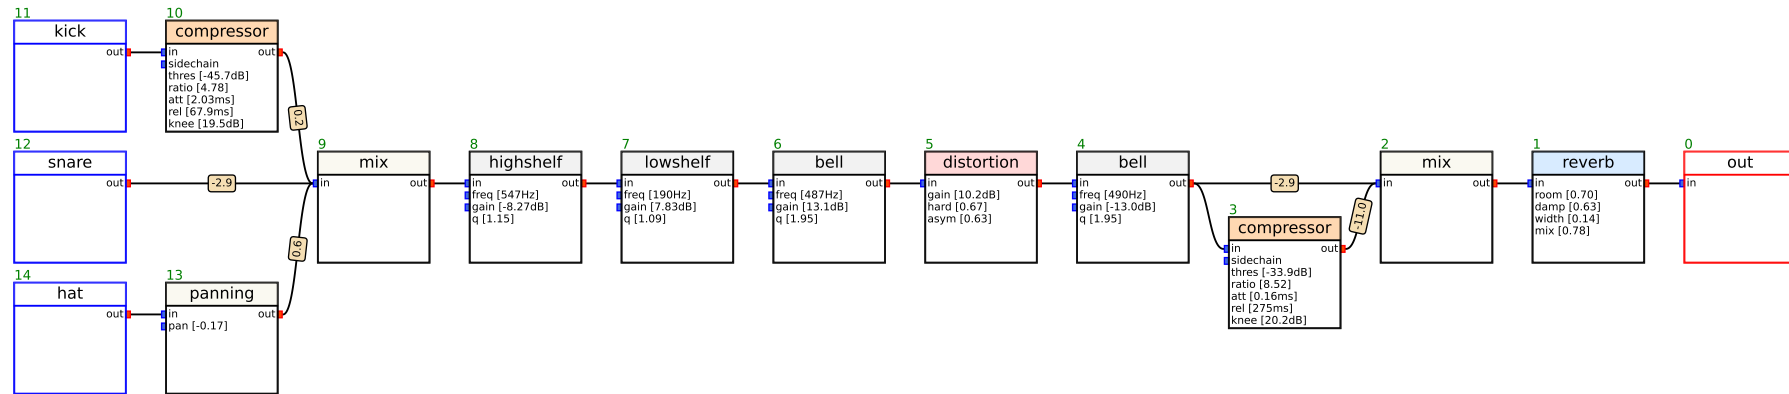 11
kick
out
10
compressor
in out
sidechain
thres [-45.7dB]
ratio [4.78]
att [2.03ms]
rel [67.9ms]
knee [19.5dB]
0.2
12
snare
out
-2.9
14
hat
out
13
panning
in out
pan [-0.17]
0.6
9
mix
in out
8
highshelf
in out
freq [547Hz]
gain [-8.27dB]
q [1.15]
7
lowshelf
in out
freq [190Hz]
gain [7.83dB]
q [1.09]
6
bell
in out
freq [487Hz]
gain [13.1dB]
q [1.95]
5
distortion
in out
gain [10.2dB]
hard [0.67]
asym [0.63]
4
bell
in out
freq [490Hz]
gain [-13.0dB]
q [1.95]
-2.9
3
compressor
in out
sidechain
thres [-33.9dB]
ratio [8.52]
att [0.16ms]
rel [275ms]
knee [20.2dB]
-11.0
2
mix
in out
1
reverb
in out
room [0.70]
damp [0.63]
width [0.14]
mix [0.78]
0
out
in